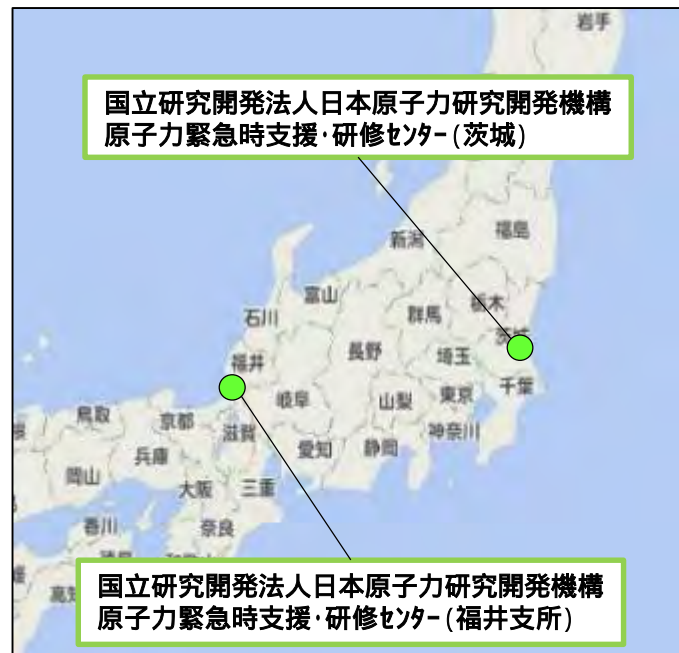 岩手
国立研究開発法人日本原子力研究開発機構
原子力緊急時支援･研修ｾﾝﾀｰ(茨城)
新潟
福島
富山
石川
群馬
栃木
茨城
長野
埼玉
福井
千葉
岐阜
山梨
東京
鳥取
京都
滋賀
愛知
静岡
神奈川
兵庫
岡山
大阪
三重
奈良
香川
国立研究開発法人日本原子力研究開発機構
原子力緊急時支援･研修ｾﾝﾀｰ(福井支所)